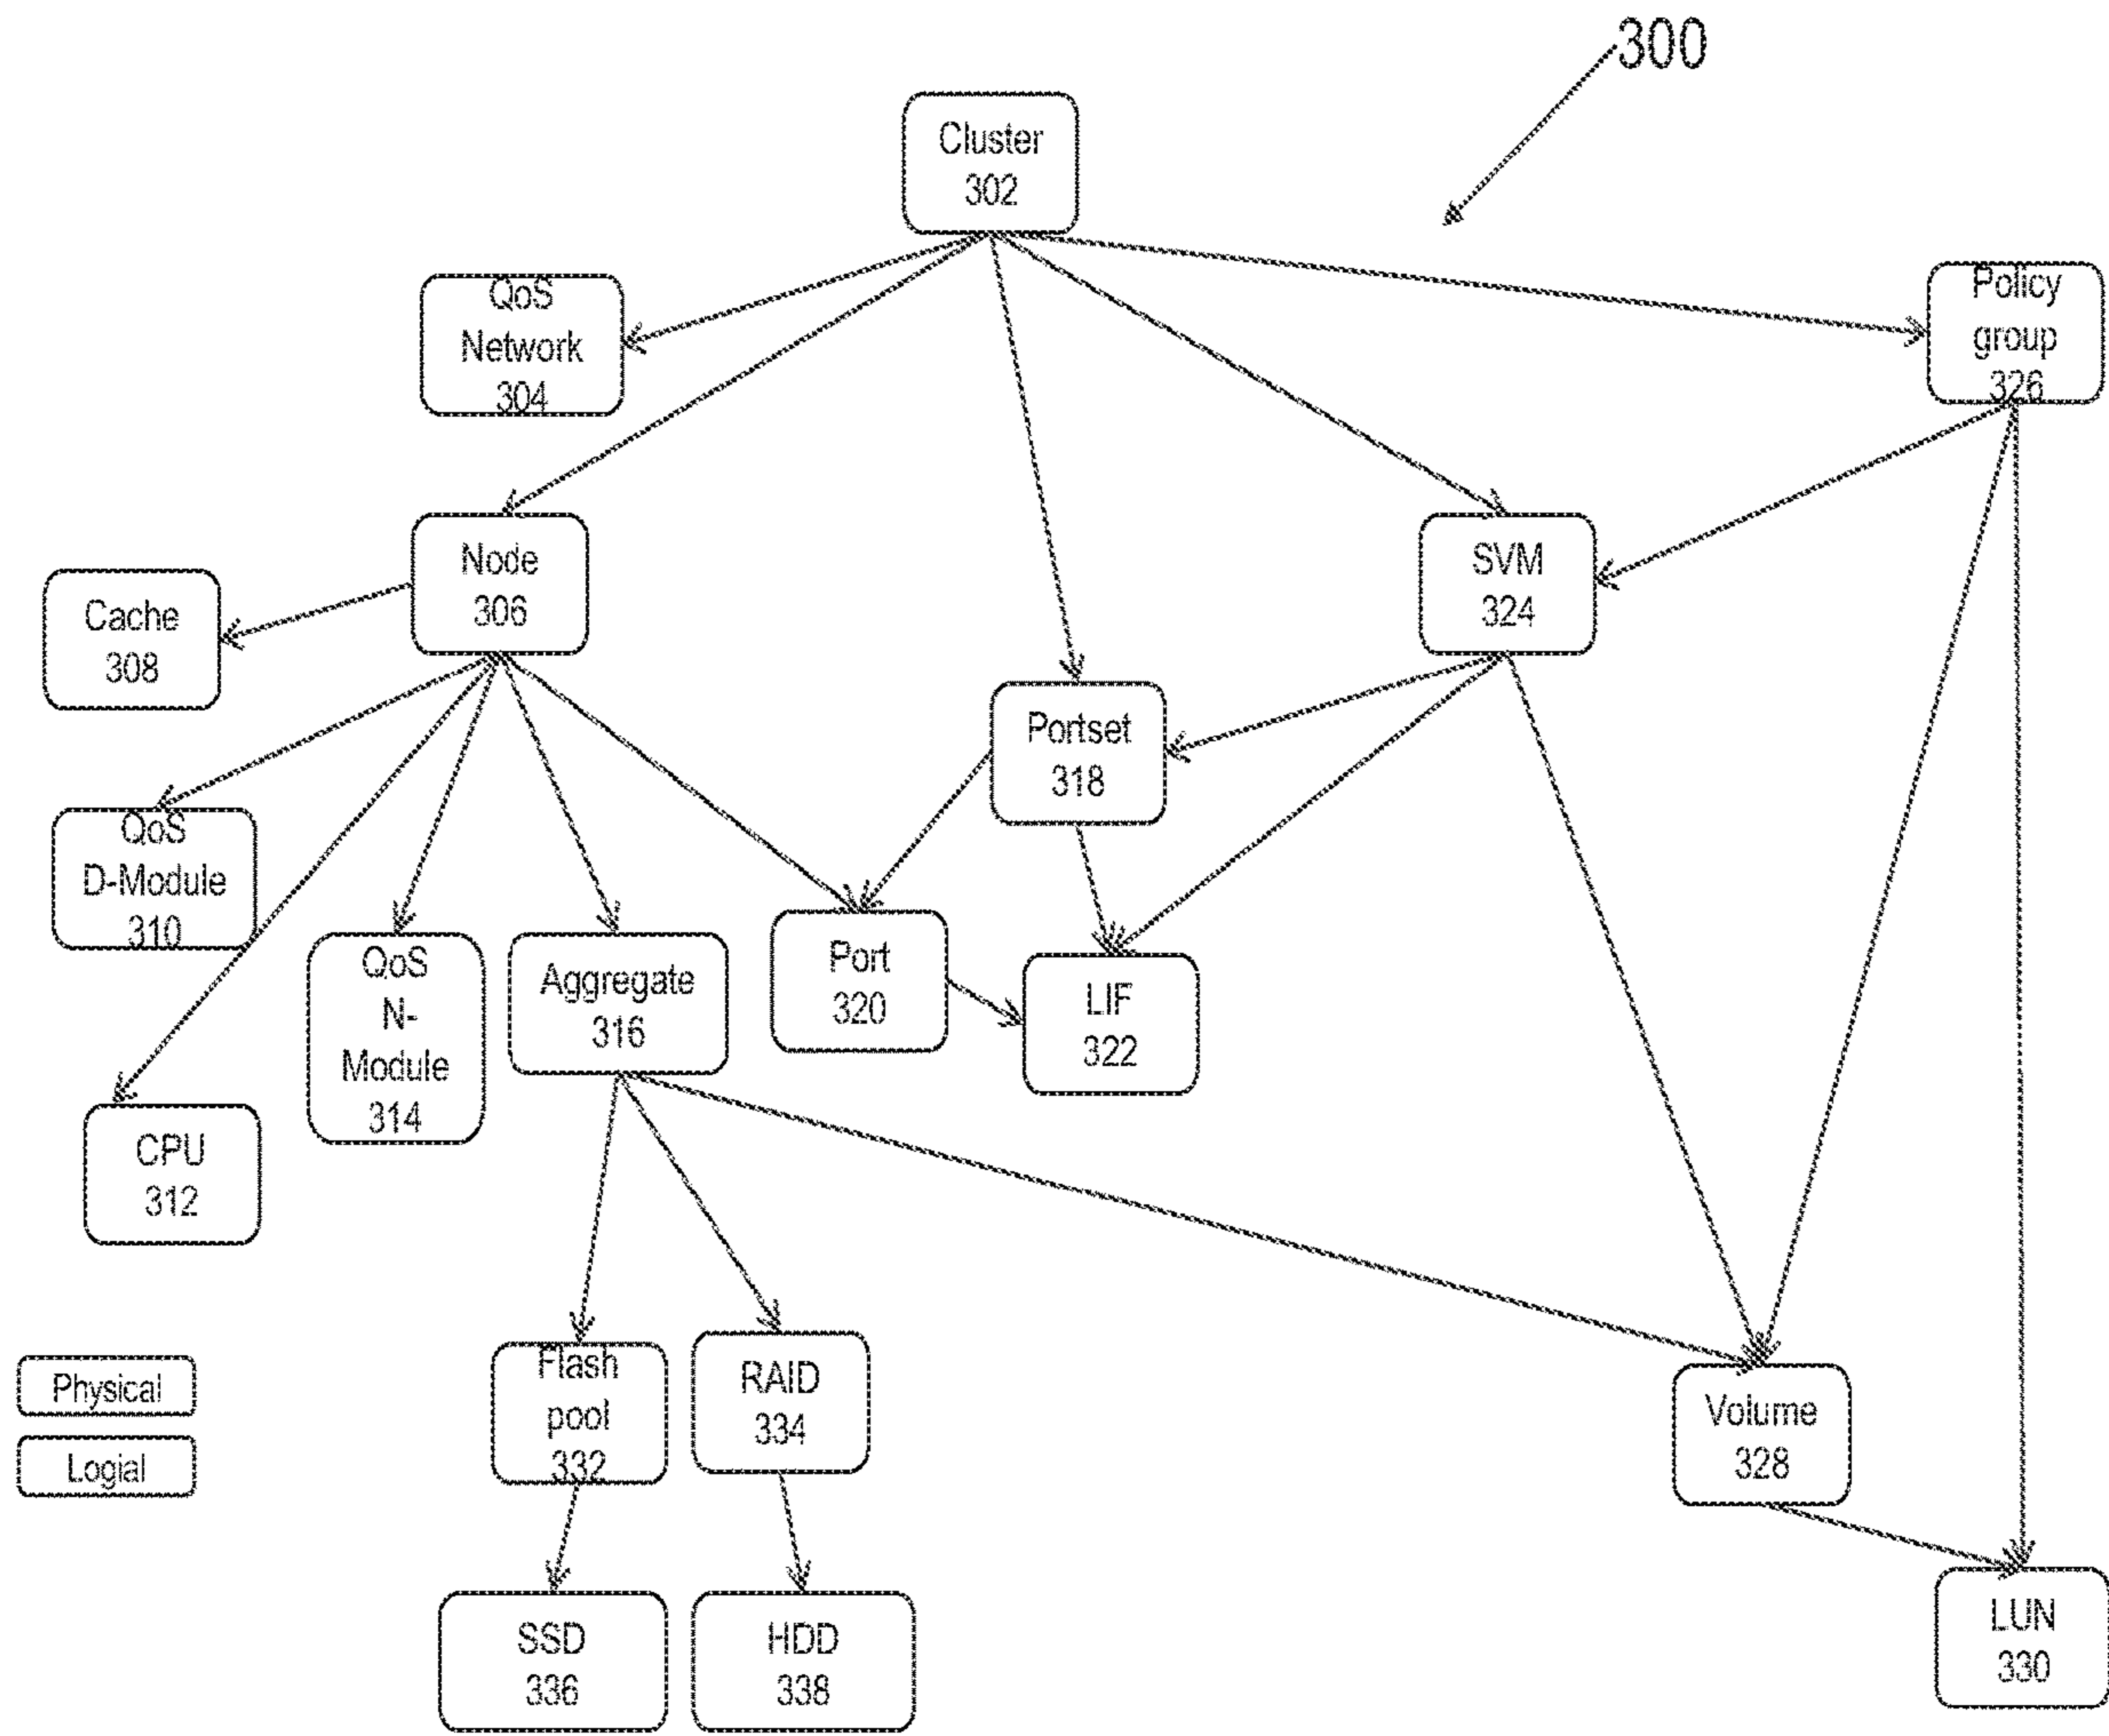 300
Cluster
302
QoS
Network
304
Policy
group
326
Node
306
SVM
324
Cache
308
Portset
318
QoS
D-Module
310
QoS
N-
Module
314
Aggregate
316
Port
320
LIF
322
CPU
312
Physical
Logial
Flash
pool
332
RAID
334
Volume
328
SSD
336
HDD
338
LUN
330